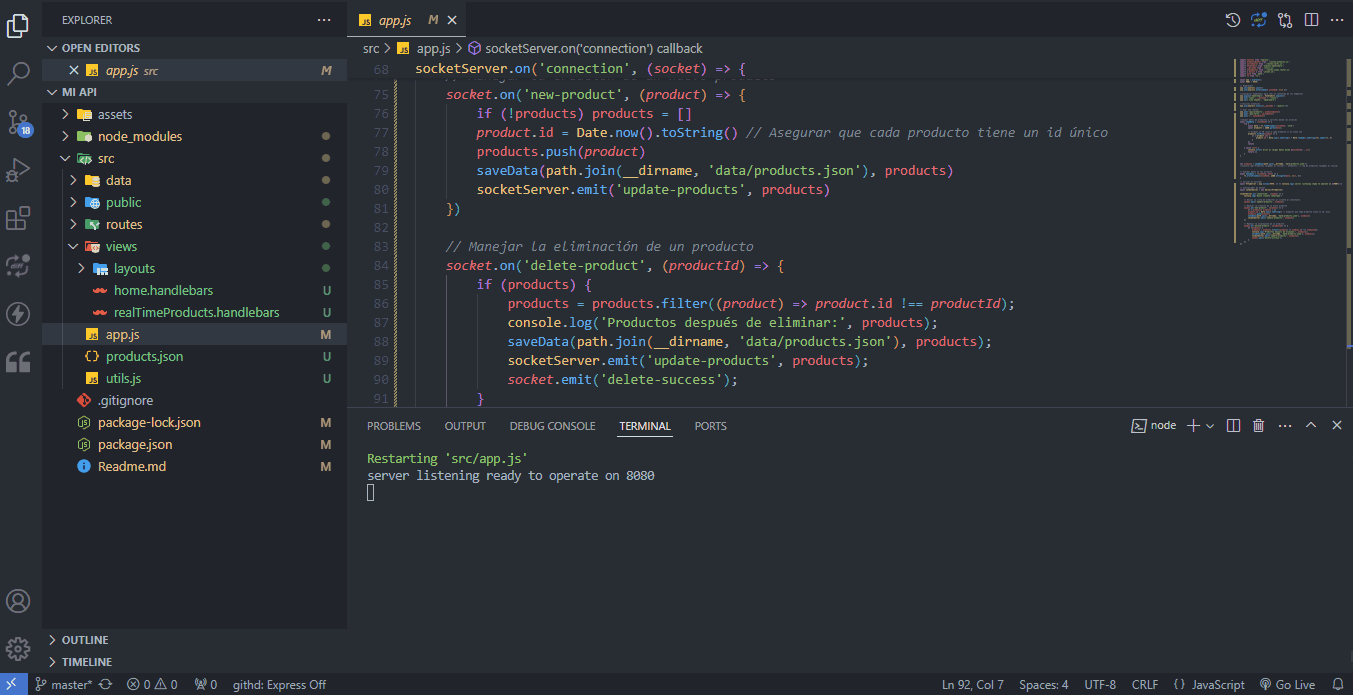 EXPLORER
OPEN EDITORS
app.js src M
MI API
assets
node_modules
src
data
public
routes
views
layouts
home.handlebars U
realTimeProducts.handlebars U
app.js M
products.json U
utils.js U
.gitignore
package-lock.json M
package.json M
Readme.md M
OUTLINE
TIMELINE
18
app.js M
src > app.js > socketServer.on('connection') callback
68 socketServer.on('connection', (socket) => {
75 socket.on('new-product', (product) => {
76 if (!products) products = []
77 product.id = Date.now().toString() // Asegurar que cada producto tiene un id único
78 products.push(product)
79 saveData(path.join(__dirname, 'data/products.json'), products)
80 socketServer.emit('update-products', products)
81 })
82
83 // Manejar la eliminación de un producto
84 socket.on('delete-product', (productId) => {
85 if (products) {
86 products = products.filter((product) => product.id !== productId);
87 console.log('Productos después de eliminar:', products);
88 saveData(path.join(__dirname, 'data/products.json'), products);
89 socketServer.emit('update-products', products);
90 socket.emit('delete-success');
91 }
PROBLEMS OUTPUT DEBUG CONSOLE TERMINAL PORTS
node
Restarting 'src/app.js'
server listening ready to operate on 8080
master* 0 0 0 githd: Express Off
Ln 92, Col 7 Spaces: 4 UTF-8 CRLF {} JavaScript Go Live